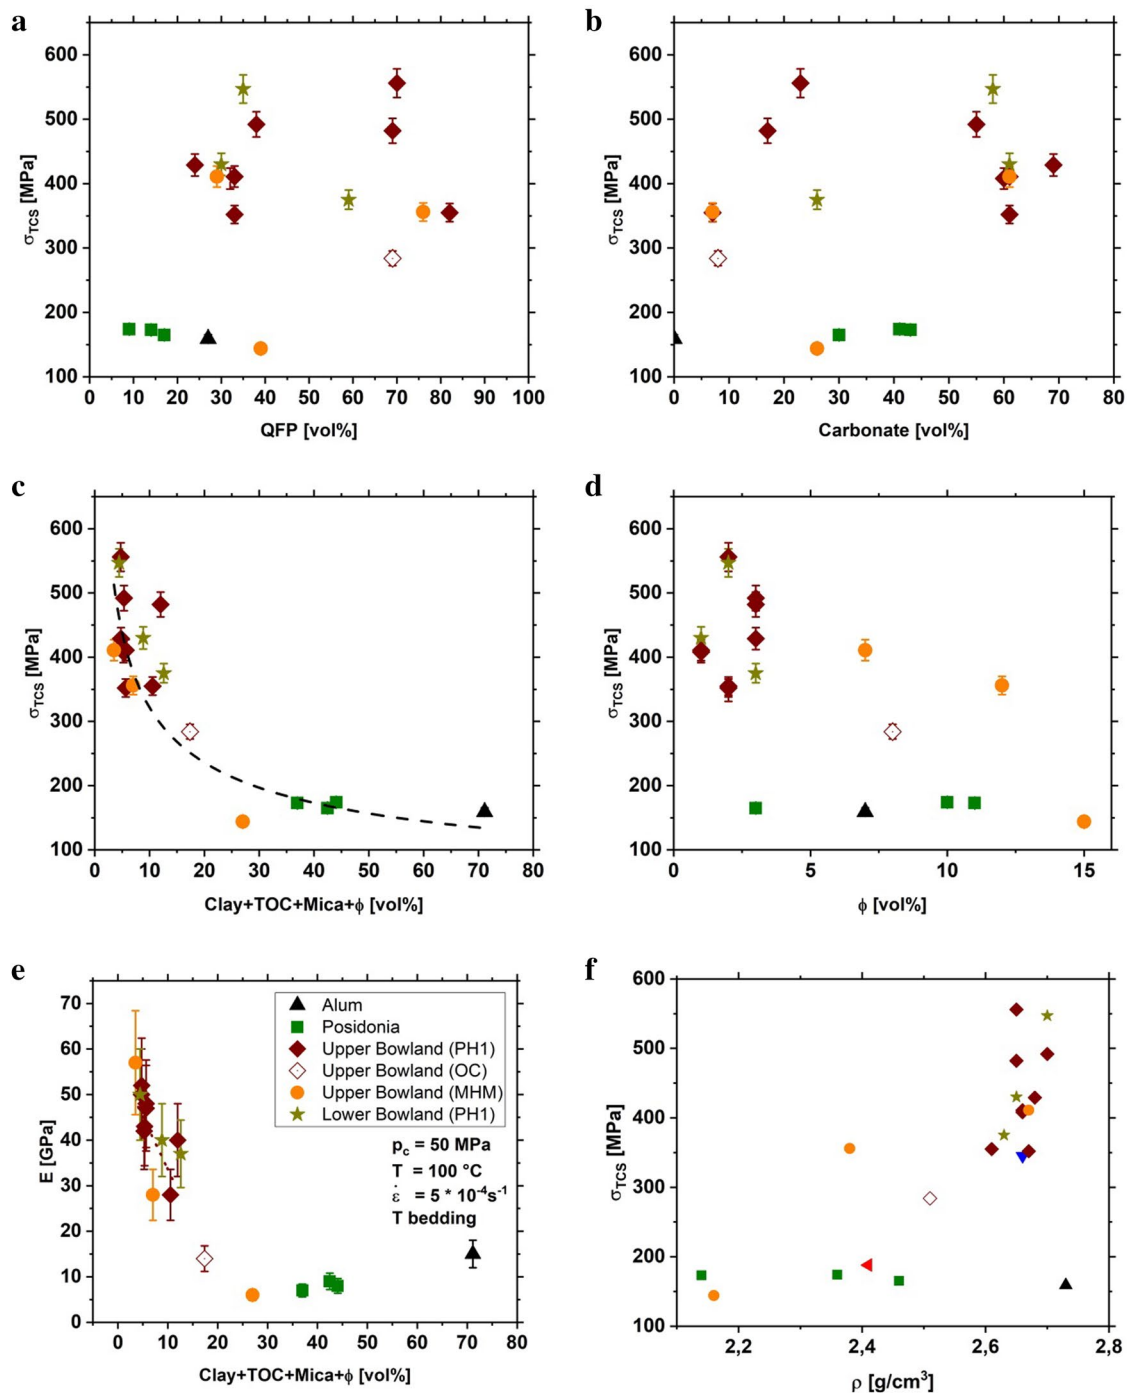 a
600
500
400
300
200
100
σTCS [MPa]
0 10 20 30 40 50 60 70 80 90 100
QFP [vol%]
b
600
500
400
300
200
100
σTCS [MPa]
0 10 20 30 40 50 60 70 80
Carbonate [vol%]
c
600
500
400
300
200
100
σTCS [MPa]
0 10 20 30 40 50 60 70 80
Clay+TOC+Mica+ϕ [vol%]
d
600
500
400
300
200
100
σTCS [MPa]
0 5 10 15
ϕ [vol%]
e
70
60
50
40
30
20
10
0
E [GPa]
Alum
Posidonia
Upper Bowland (PH1)
Upper Bowland (OC)
Upper Bowland (MHM)
Lower Bowland (PH1)
pc = 50 MPa
T = 100 °C
ε̇ = 5 * 10⁻⁴s⁻¹
T bedding
0 10 20 30 40 50 60 70 80
Clay+TOC+Mica+ϕ [vol%]
f
600
500
400
300
200
100
σTCS [MPa]
2,2 2,4 2,6 2,8
ρ [g/cm³]